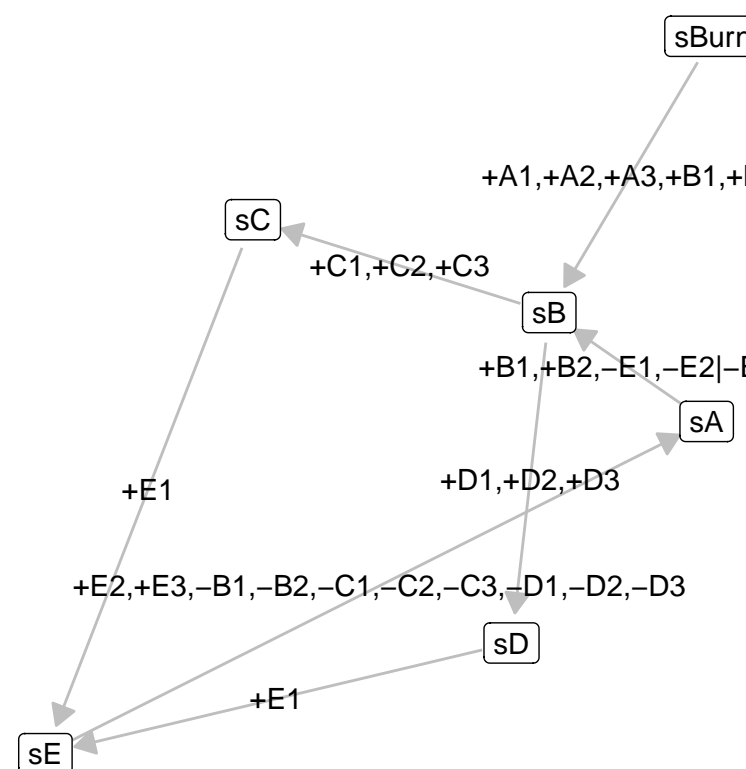 sBurn
+A1,+A2,+A3,+B1,+
sC
+C1,+C2,+C3
sB
+B1,+B2,–E1,–E2|–
sA
+E1
+D1,+D2,+D3
+E2,+E3,–B1,–B2,–C1,–C2,–C3,–D1,–D2,–D3
sD
+E1
sE